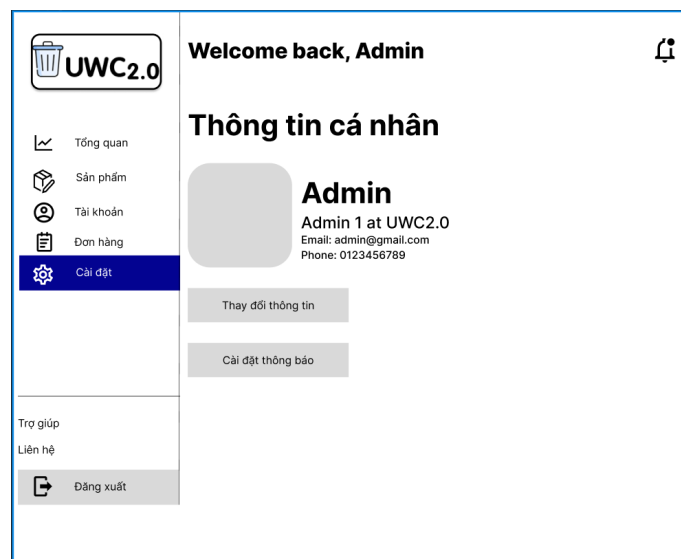 UWC2.0
Tổng quan
Sản phẩm
Tài khoản
Đơn hàng
Cài đặt
Trợ giúp
Liên hệ
Đăng xuất
Welcome back, Admin
Thông tin cá nhân
Admin
Admin 1 at UWC2.0
Email: admin@gmail.com
Phone: 0123456789
Thay đổi thông tin
Cài đặt thông báo